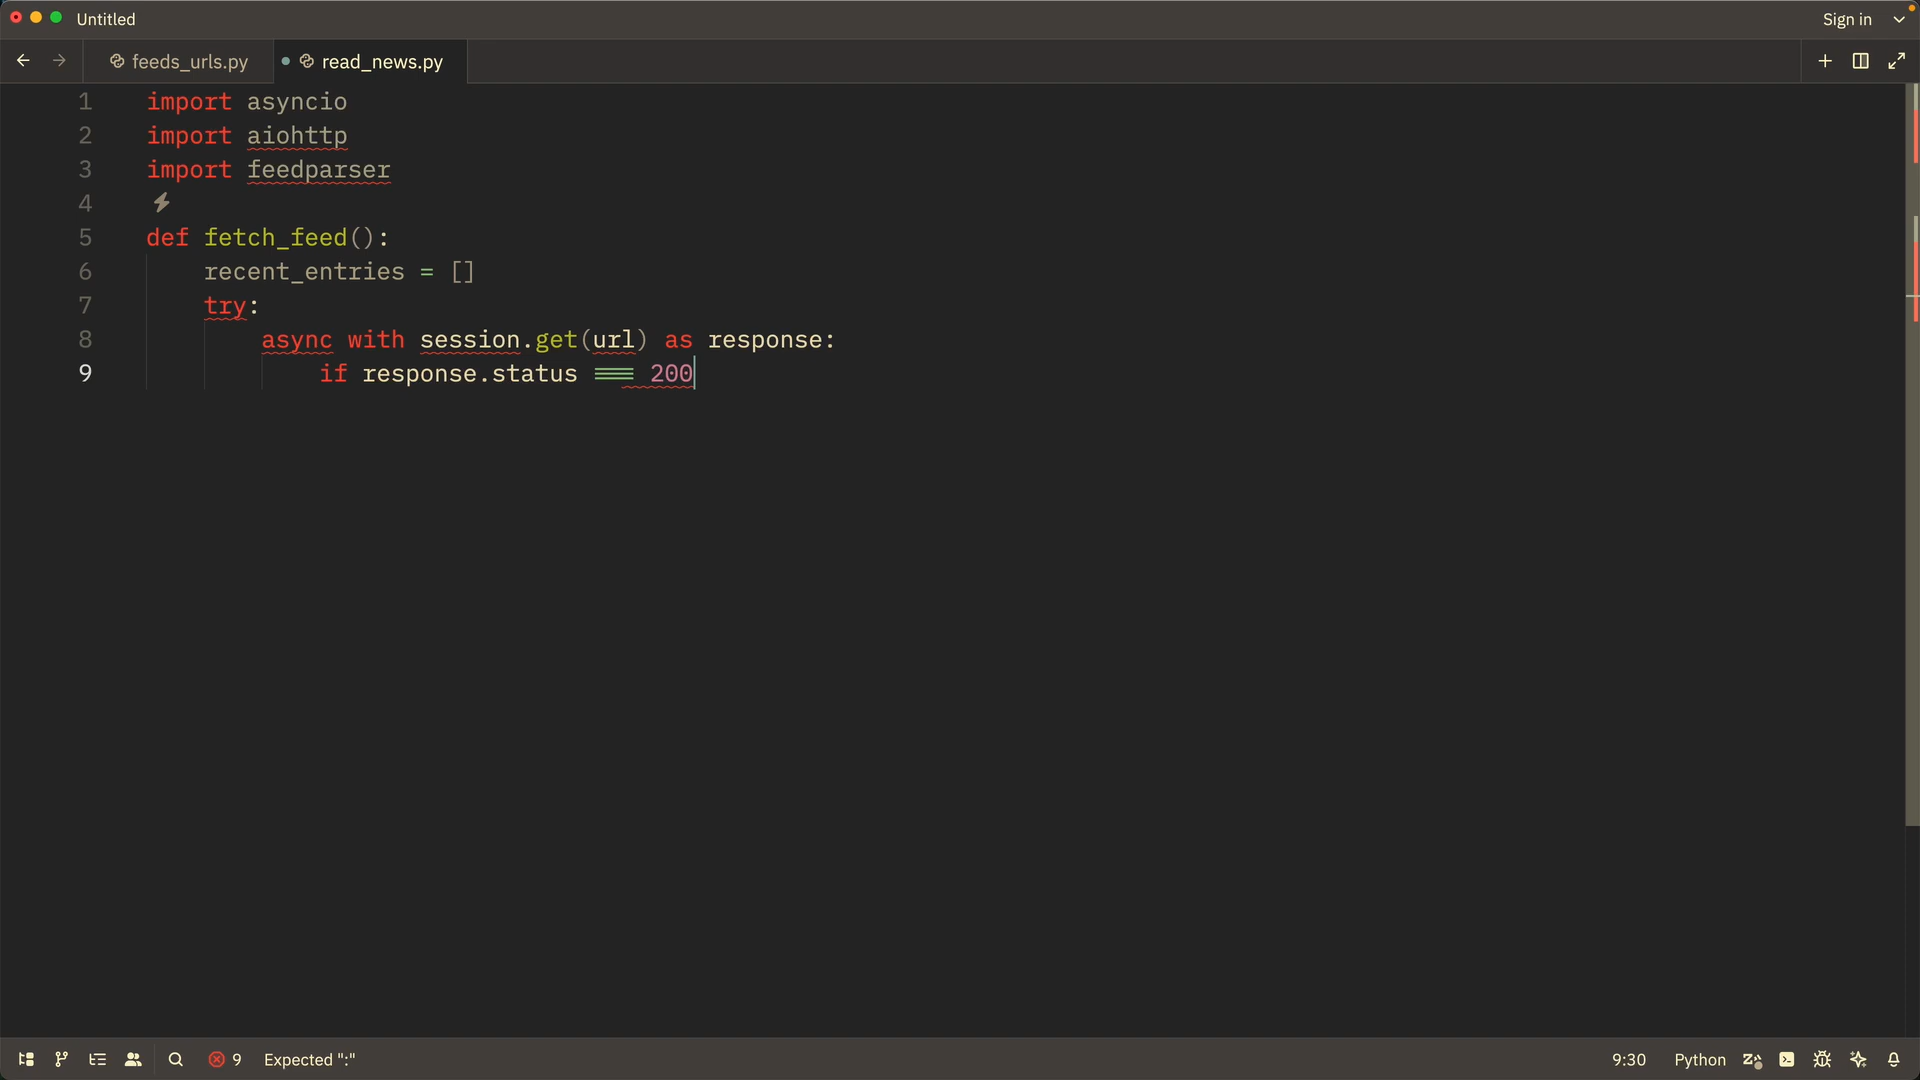 Untitled
Sign in
feeds_urls.py
read_news.py
1 import asyncio
2 import aiohttp
3 import feedparser
4
5 def fetch_feed():
6 recent_entries = []
7 try:
8 async with session.get(url) as response:
9 if response.status === 200
9 Expected ":"
9:30 Python